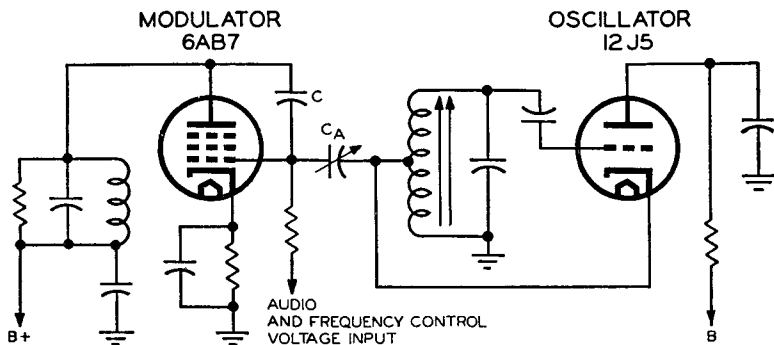 MODULATOR
6AB7
OSCILLATOR
12J5
C
CA
B+
AUDIO
AND FREQUENCY CONTROL
VOLTAGE INPUT
B